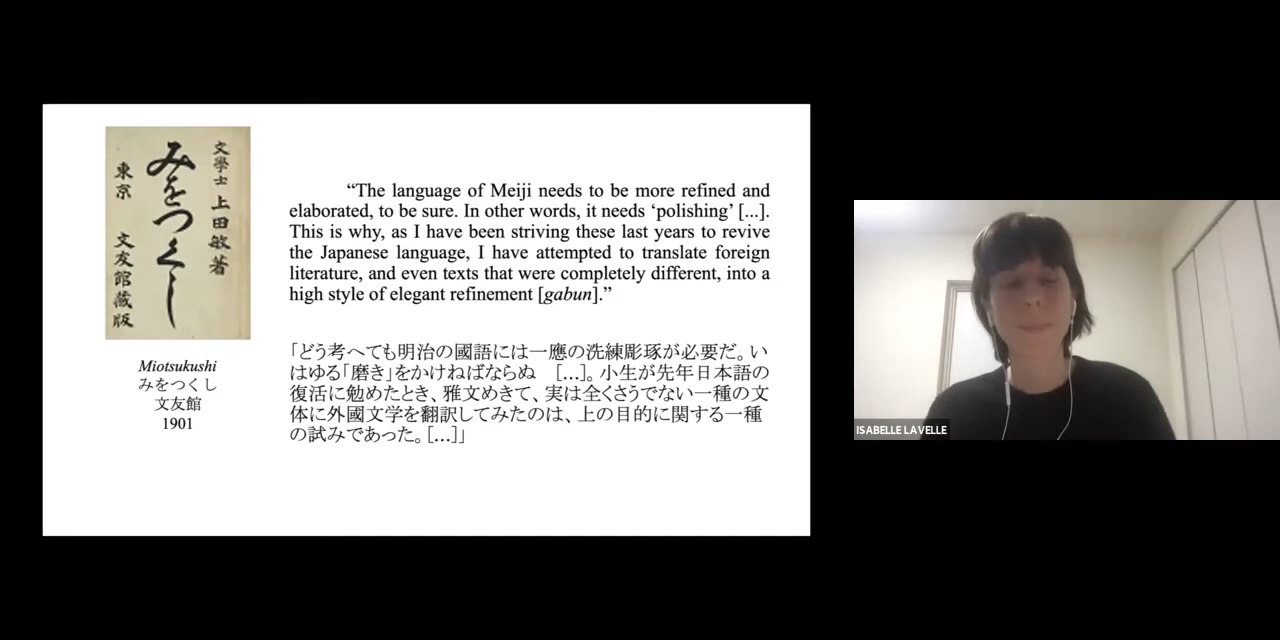 文學士 上田敏著
みをつくし
東京 文友館藏版
Miotsukushi
みをつくし
文友館
1901
“The language of Meiji needs to be more refined and
elaborated, to be sure. In other words, it needs ‘polishing’ [...].
This is why, as I have been striving these last years to revive
the Japanese language, I have attempted to translate foreign
literature, and even texts that were completely different, into a
high style of elegant refinement [gabun].”
「どう考へても明治の國語には一應の洗練彫琢が必要だ。い
はゆる「磨き」をかけねばならぬ [...]。小生が先年日本語の
復活に勉めたとき、雅文めきて、実は全くさうでない一種の文
体に外國文学を翻訳してみたのは、上の目的に関する一種
の試みであった。[...]」
ISABELLE LAVELLE